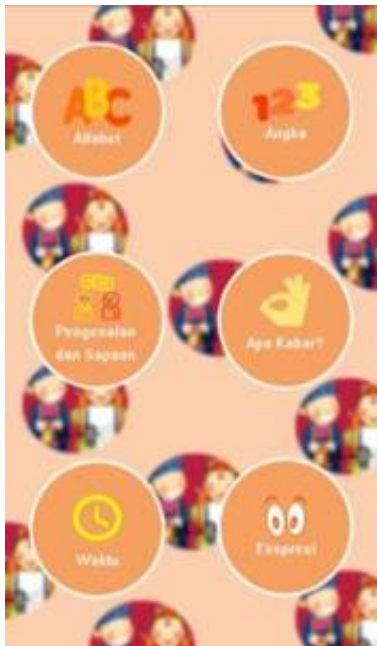 ABC
Alfabet
123
Angka
Pengenalan
dan Sapaan
Apa Kabar?
Waktu
Ekspresi